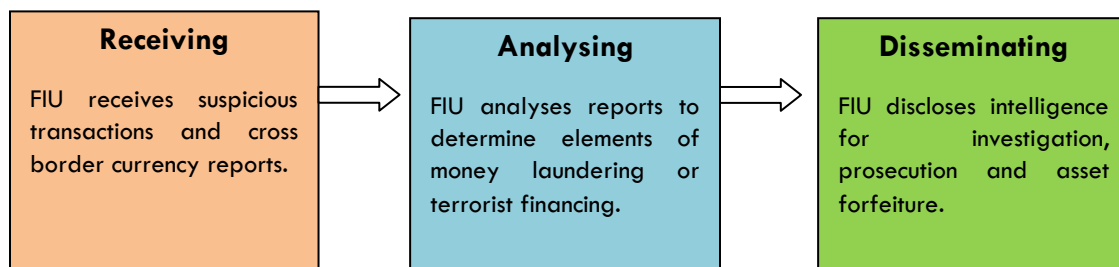 Receiving
FIU receives suspicious
transactions and cross
border currency reports.
Analysing
FIU analyses reports to
determine elements of
money laundering or
terrorist financing.
Disseminating
FIU discloses intelligence
for investigation,
prosecution and asset
forfeiture.